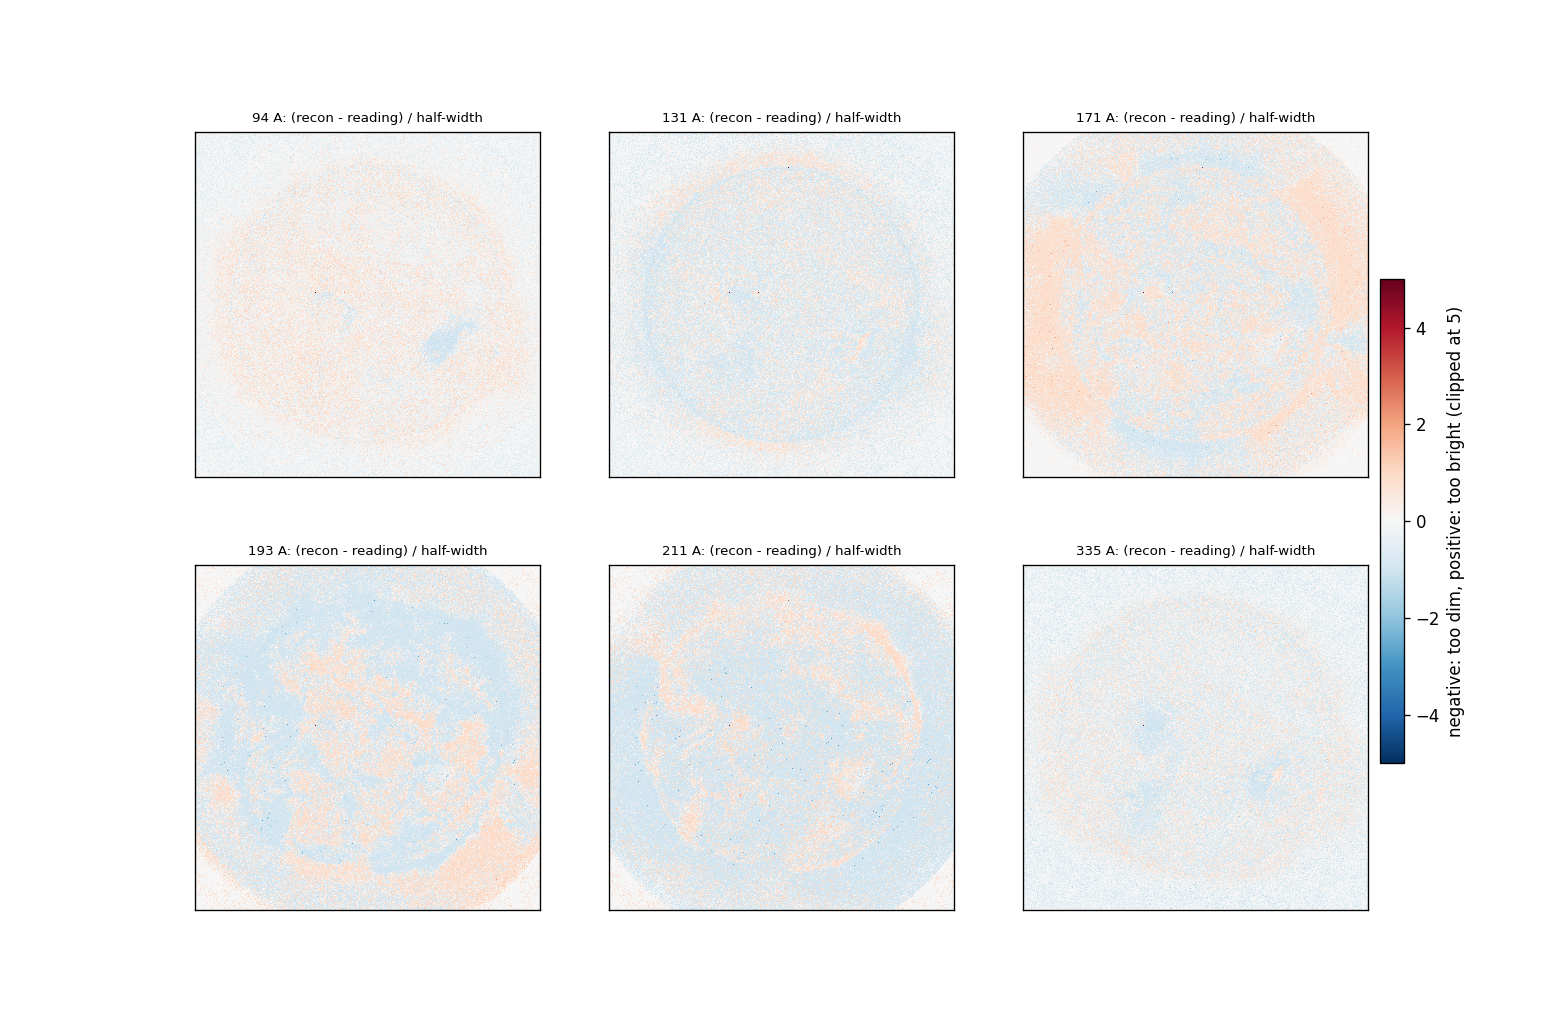 94 A: (recon - reading) / half-width
131 A: (recon - reading) / half-width
171 A: (recon - reading) / half-width
4
2
0
−2
−4
negative: too dim, positive: too bright (clipped at 5)
193 A: (recon - reading) / half-width
211 A: (recon - reading) / half-width
335 A: (recon - reading) / half-width